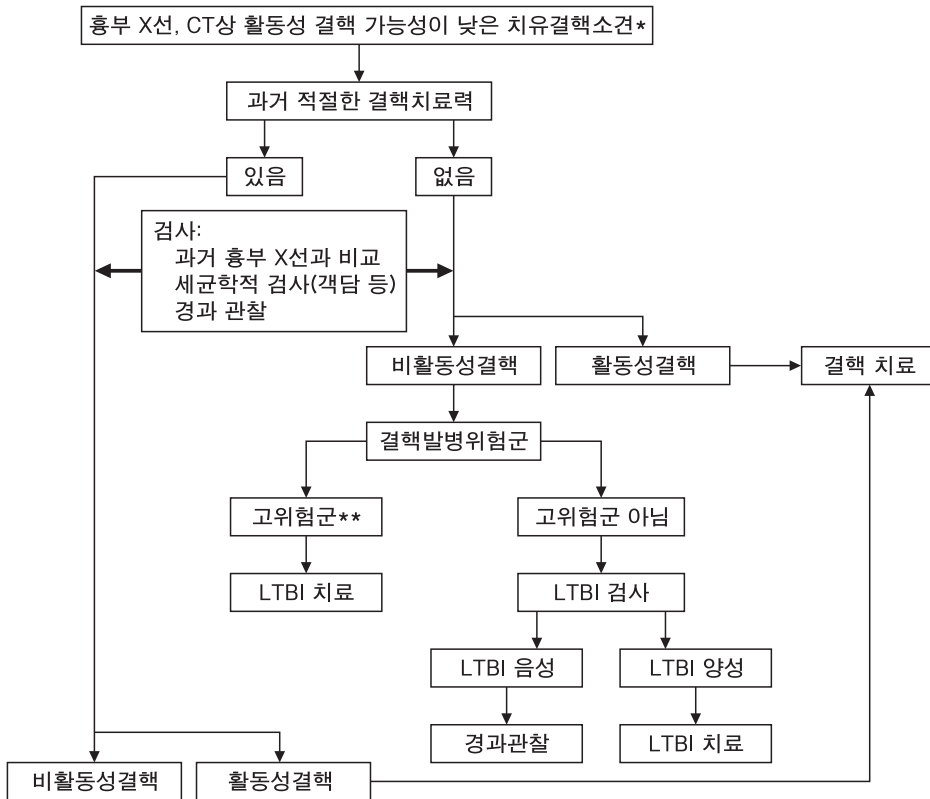 흉부 X선, CT상 활동성 결핵 가능성이 낮은 치유결핵소견*
과거 적절한 결핵치료력
있음
없음
검사:
과거 흉부 X선과 비교
세균학적 검사(객담 등)
경과 관찰
비활동성결핵
활동성결핵
결핵 치료
결핵발병위험군
고위험군**
고위험군 아님
LTBI 치료
LTBI 검사
LTBI 음성
LTBI 양성
경과관찰
LTBI 치료
비활동성결핵
활동성결핵